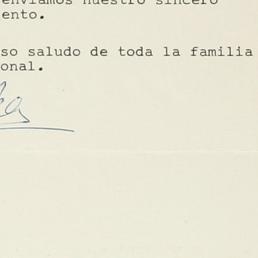 enviamos nuestro sincero
ento.
so saludo de toda la familia
onal.